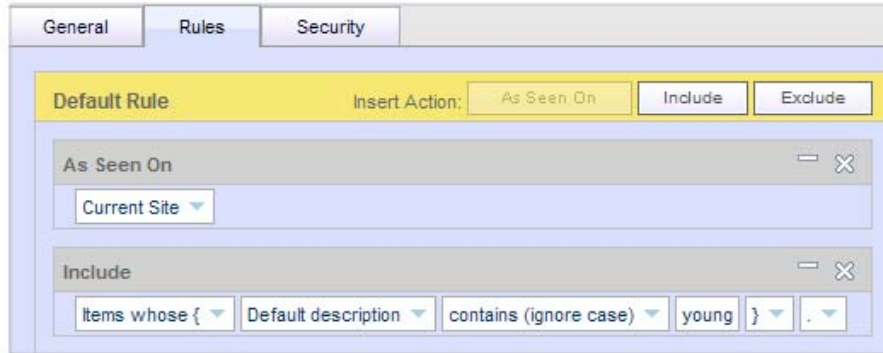 General Rules Security
Default Rule Insert Action: As Seen On Include Exclude
As Seen On
Current Site
Include
Items whose { Default description contains (ignore case) young } .